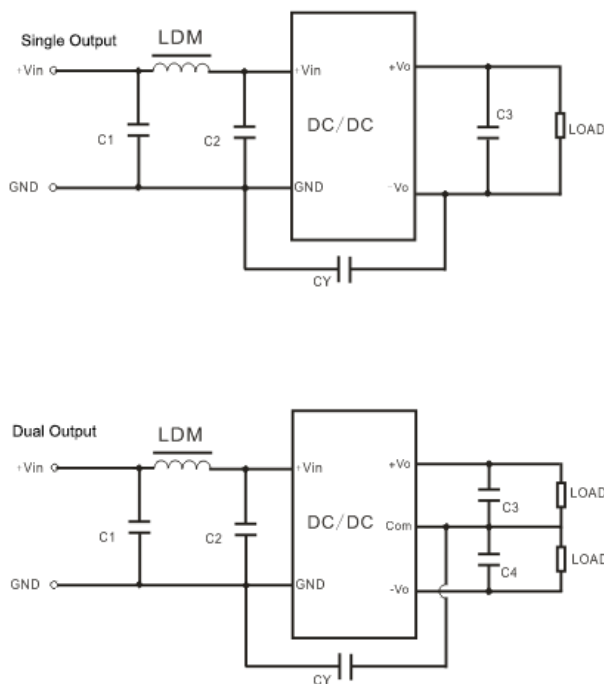 Single Output
LDM
+Vin
+Vin
+Vo
C1
C2
DC/DC
C3
LOAD
GND
GND
-Vo
CY
Dual Output
LDM
+Vin
+Vin
+Vo
C1
C2
DC/DC
C3
LOAD
Com
C4
LOAD
GND
GND
-Vo
CY